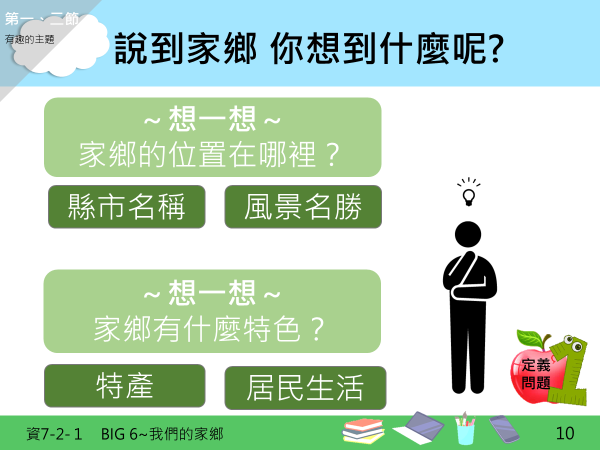 第一、二節
有趣的主題
說到家鄉 你想到什麼呢?
~ 想一想 ~
家鄉的位置在哪裡？
縣市名稱
風景名勝
~ 想一想 ~
家鄉有什麼特色？
特產
居民生活
定義
問題
1
資7-2-1 BIG 6~我們的家鄉
10